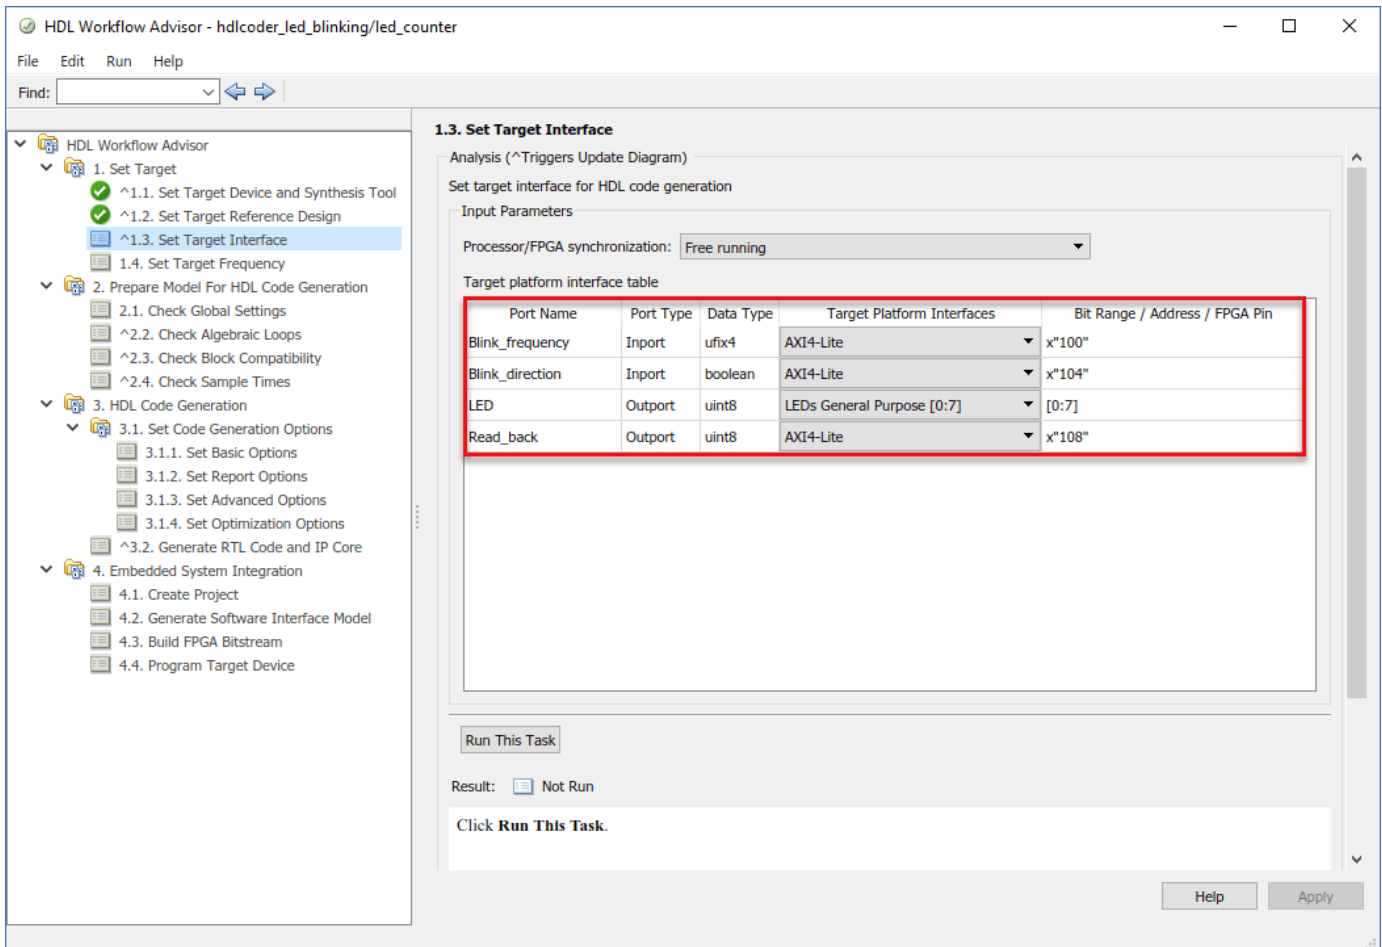 HDL Workflow Advisor - hdlcoder_led_blinking/led_counter
File Edit Run Help
Find:
HDL Workflow Advisor
1. Set Target
^1.1. Set Target Device and Synthesis Tool
^1.2. Set Target Reference Design
^1.3. Set Target Interface
1.4. Set Target Frequency
2. Prepare Model For HDL Code Generation
2.1. Check Global Settings
^2.2. Check Algebraic Loops
^2.3. Check Block Compatibility
^2.4. Check Sample Times
3. HDL Code Generation
3.1. Set Code Generation Options
3.1.1. Set Basic Options
3.1.2. Set Report Options
3.1.3. Set Advanced Options
3.1.4. Set Optimization Options
^3.2. Generate RTL Code and IP Core
4. Embedded System Integration
4.1. Create Project
4.2. Generate Software Interface Model
4.3. Build FPGA Bitstream
4.4. Program Target Device
1.3. Set Target Interface
Analysis (^Triggers Update Diagram)
Set target interface for HDL code generation
Input Parameters
Processor/FPGA synchronization: Free running
Target platform interface table
Port Name Port Type Data Type Target Platform Interfaces Bit Range / Address / FPGA Pin
Blink_frequency Inport ufix4 AXI4-Lite x"100"
Blink_direction Inport boolean AXI4-Lite x"104"
LED Outport uint8 LEDs General Purpose [0:7] [0:7]
Read_back Outport uint8 AXI4-Lite x"108"
Run This Task
Result: Not Run
Click Run This Task.
Help Apply